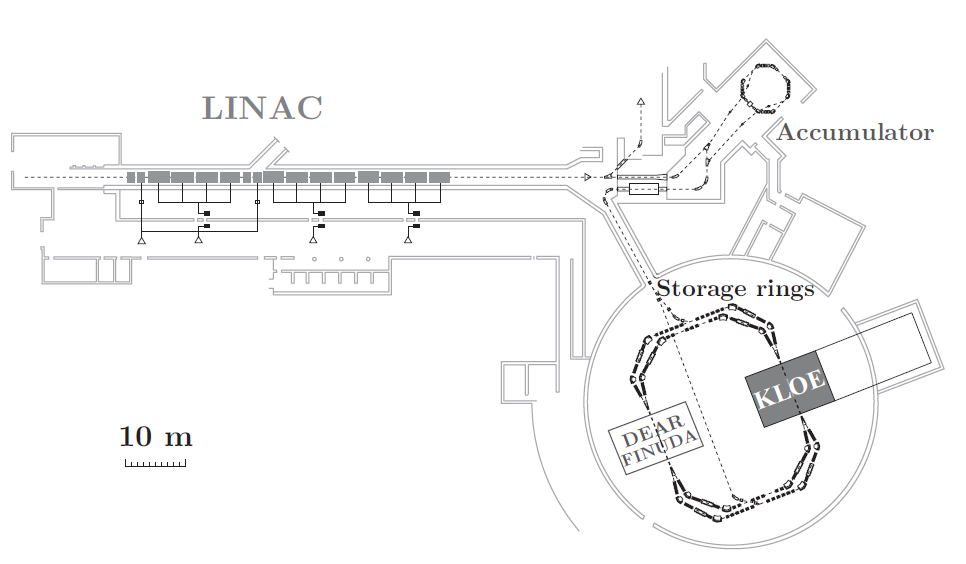 LINAC
Accumulator
Storage rings
KLOE
DEAR
FINUDA
10 m